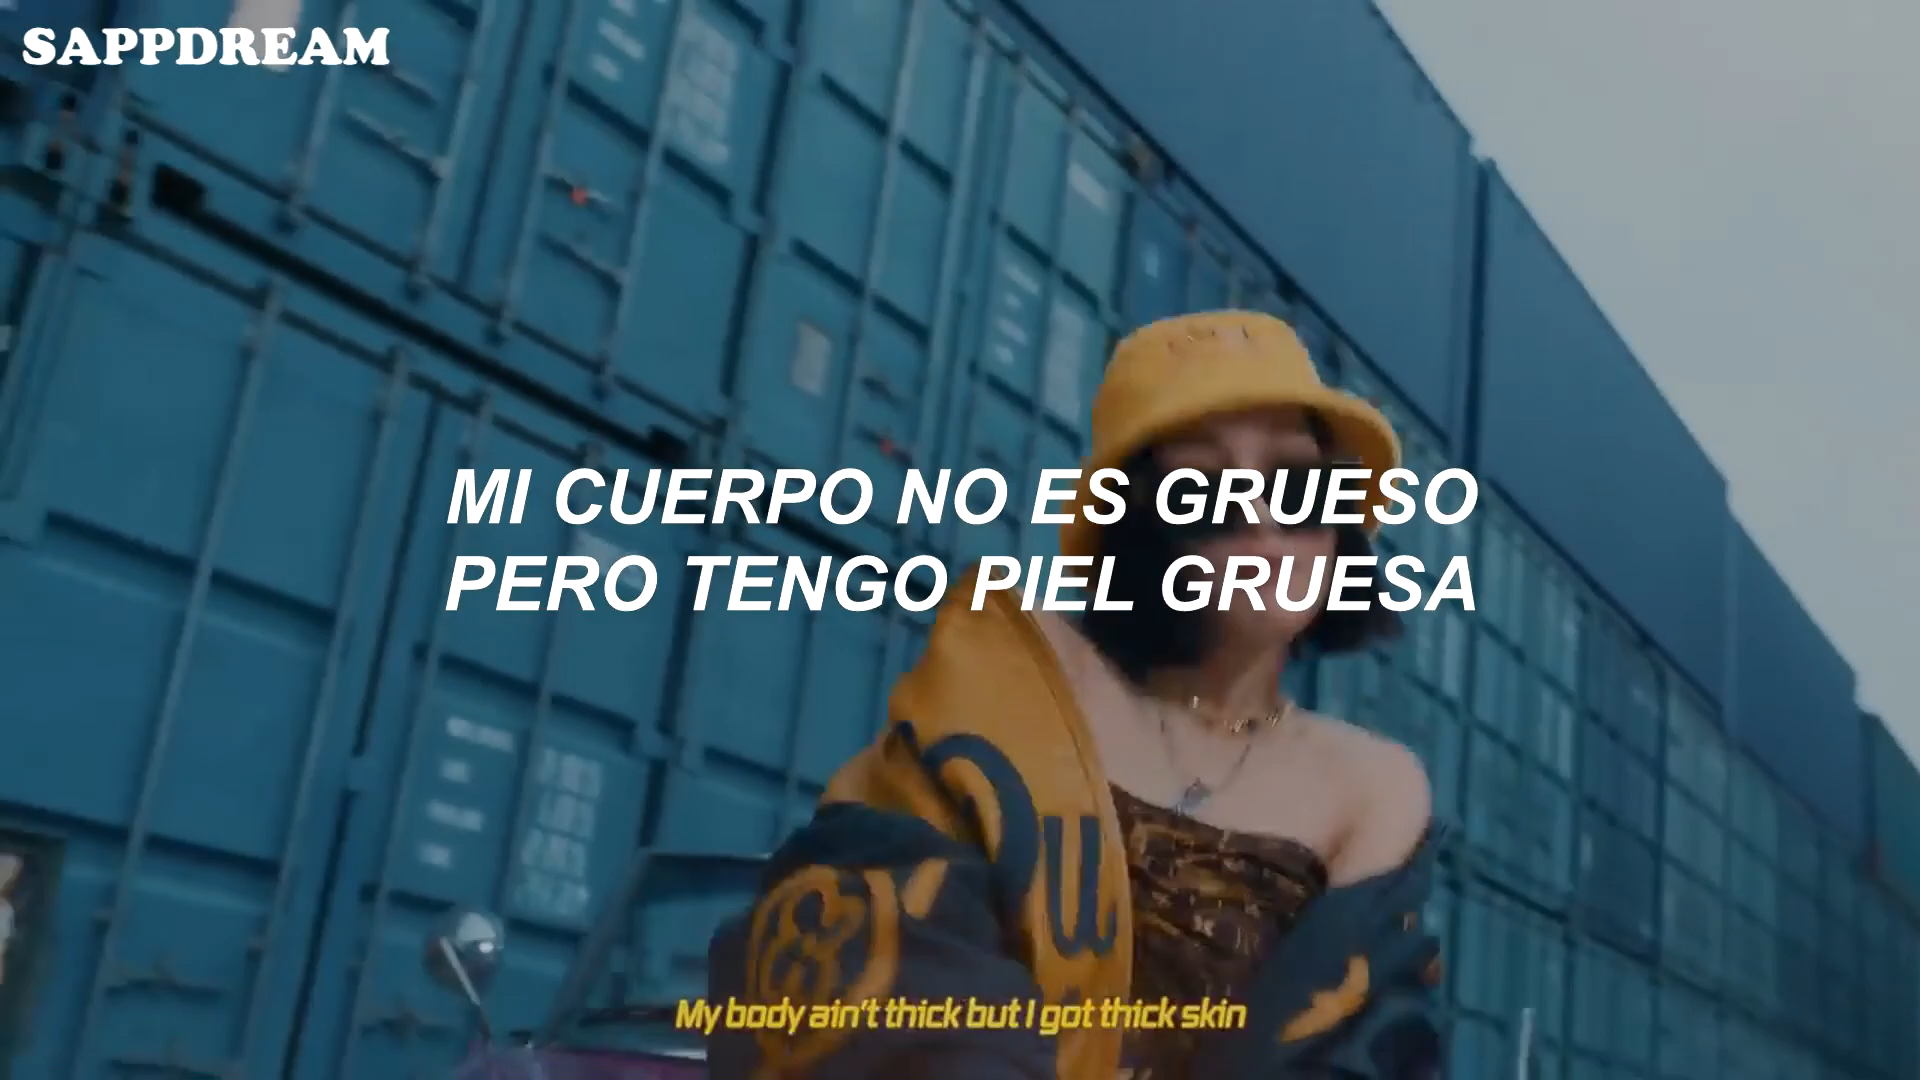 SAPPDREAM
MI CUERPO NO ES GRUESO
PERO TENGO PIEL GRUESA
My body ain't thick but I got thick skin